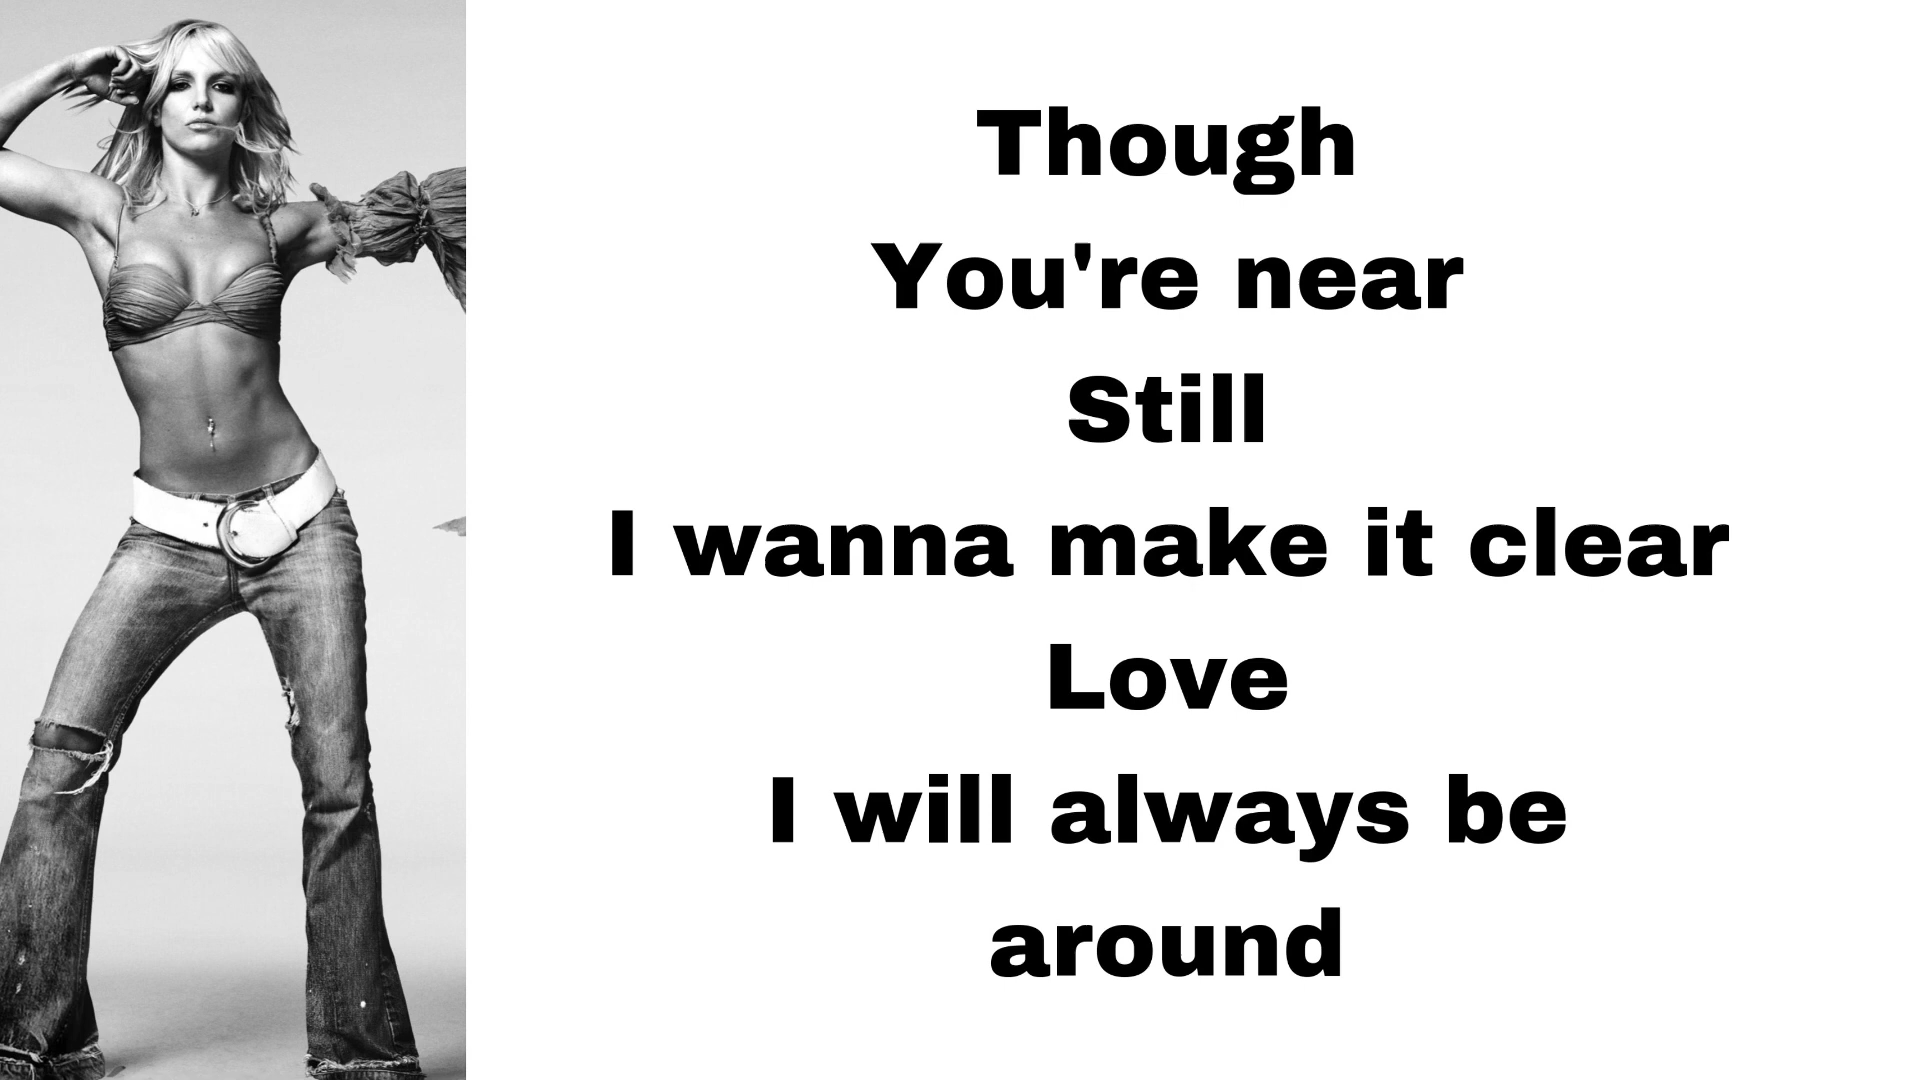 Though
You're near
Still
I wanna make it clear
Love
I will always be
around